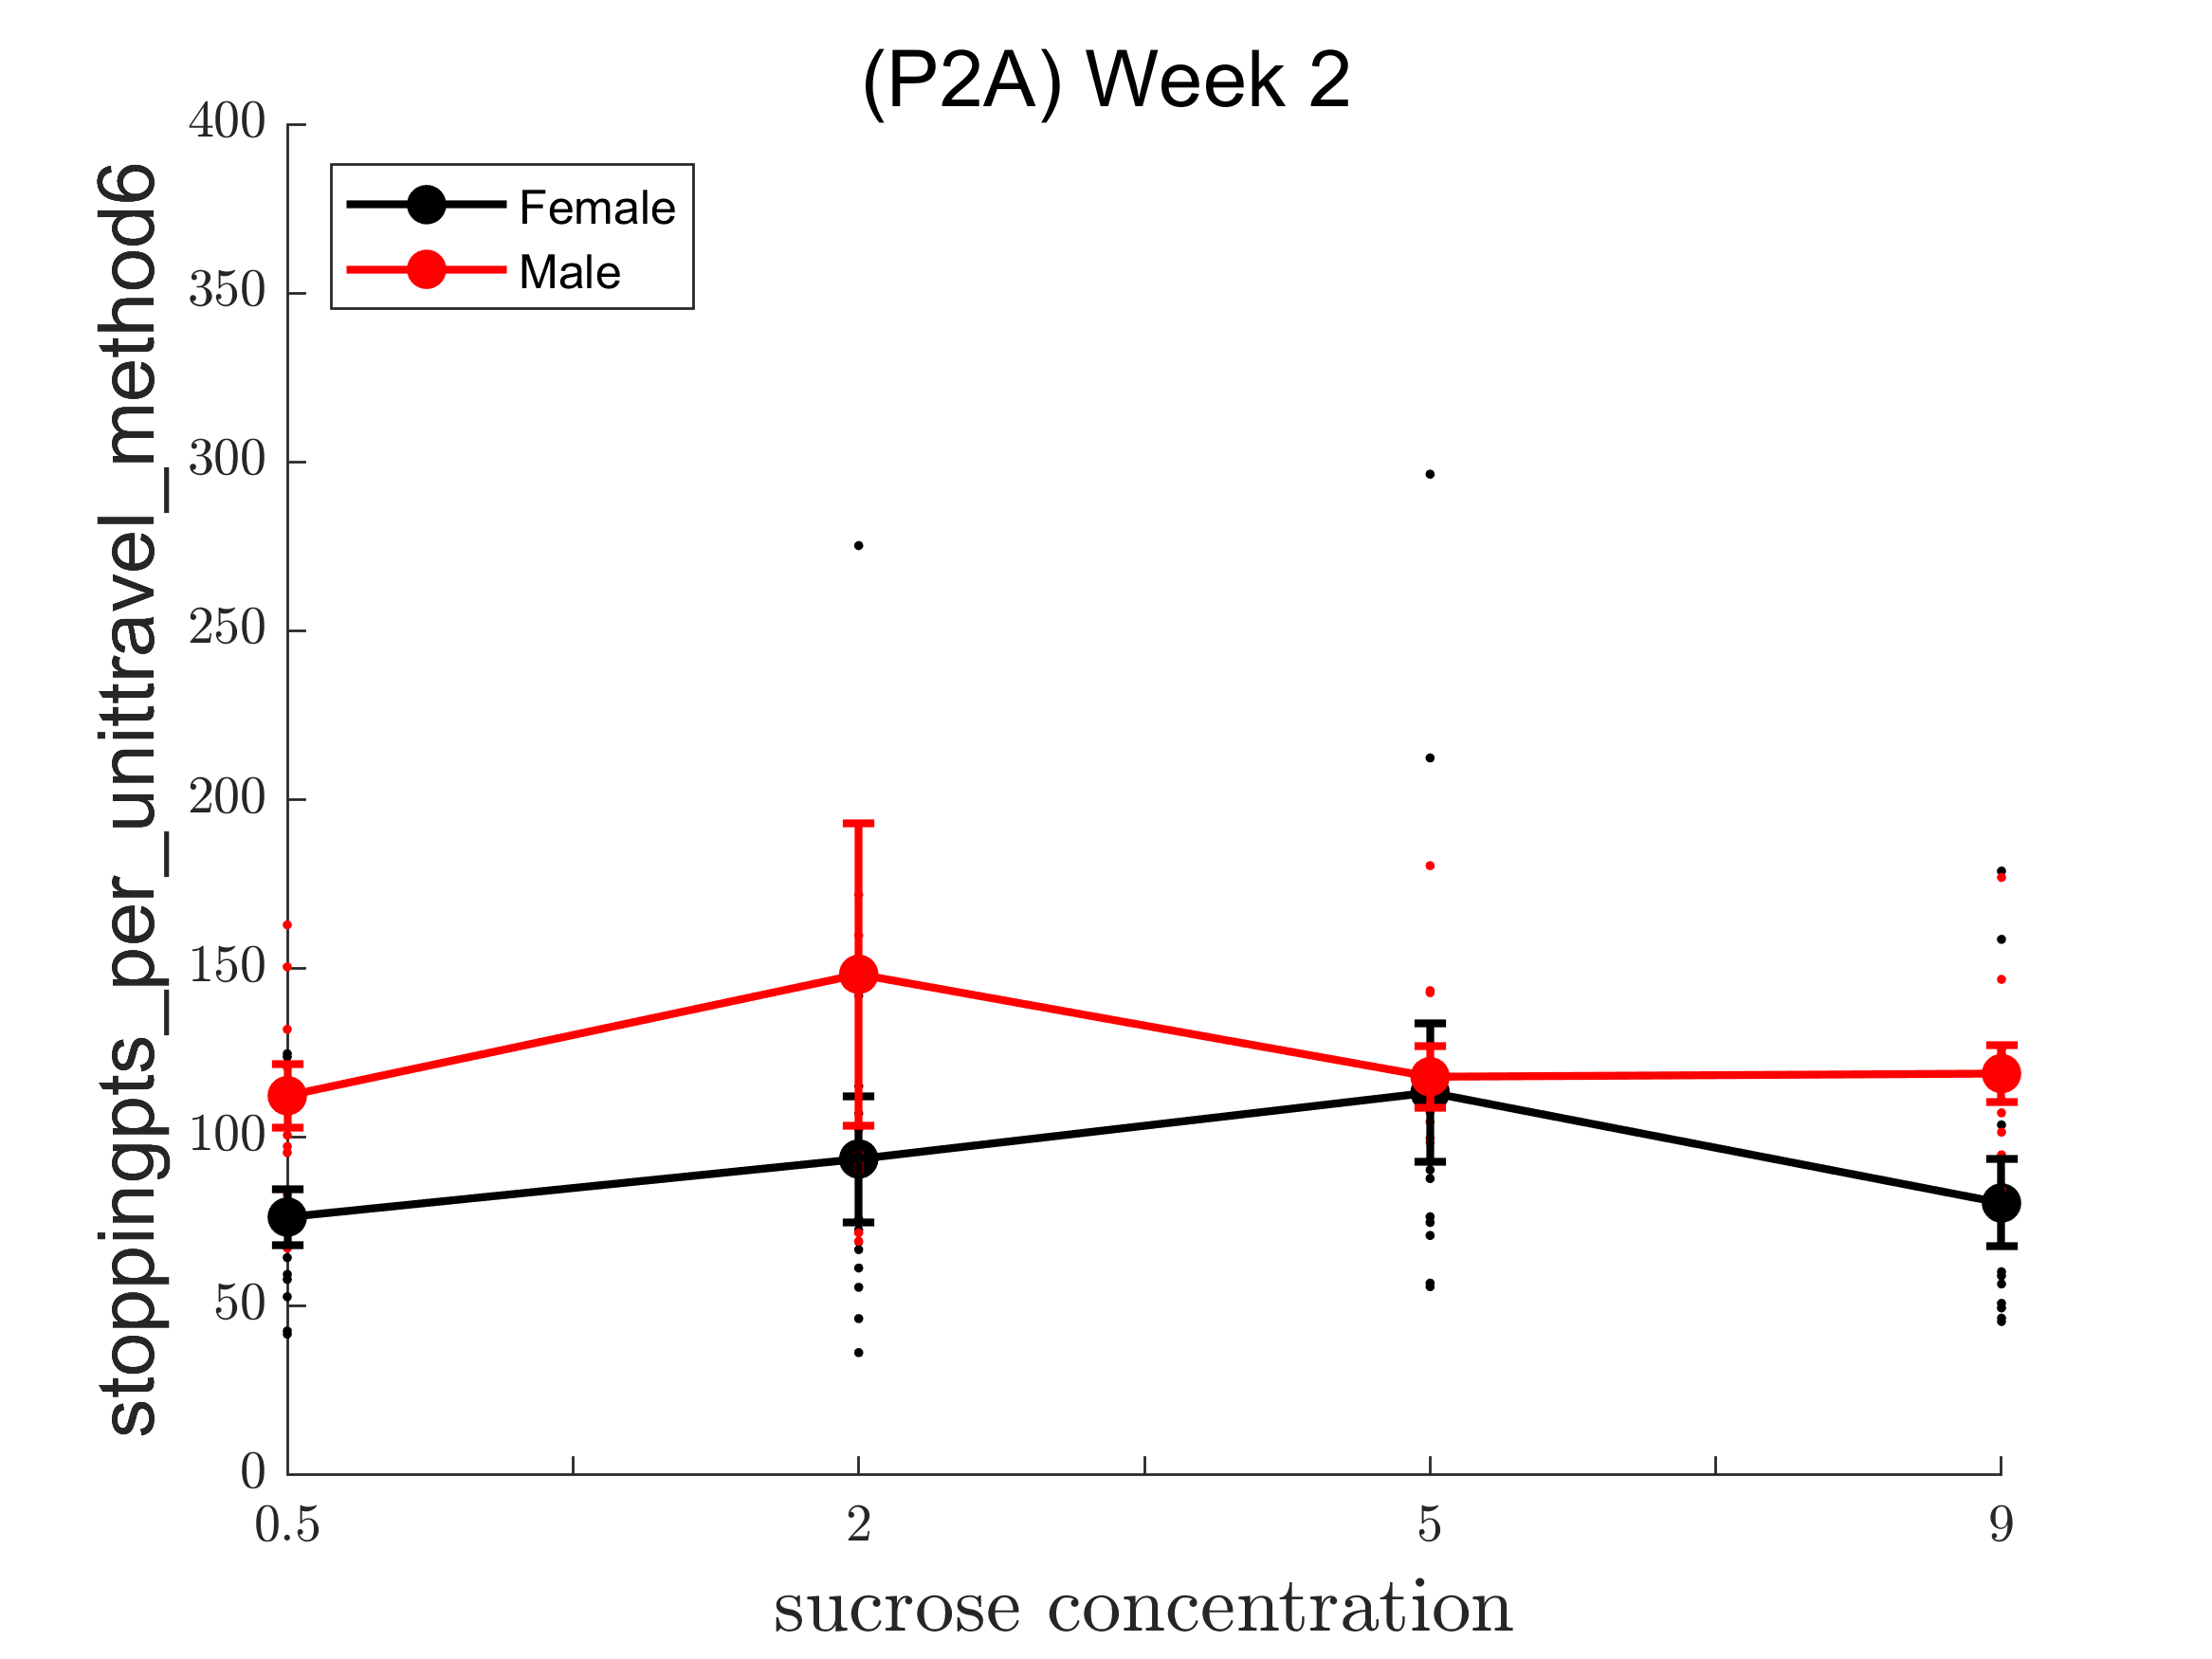 (P2A) Week 2
stoppingpts_per_unittravel_method6
400
350
300
250
200
150
100
50
0
Female
Male
0.5 2 5 9
sucrose concentration